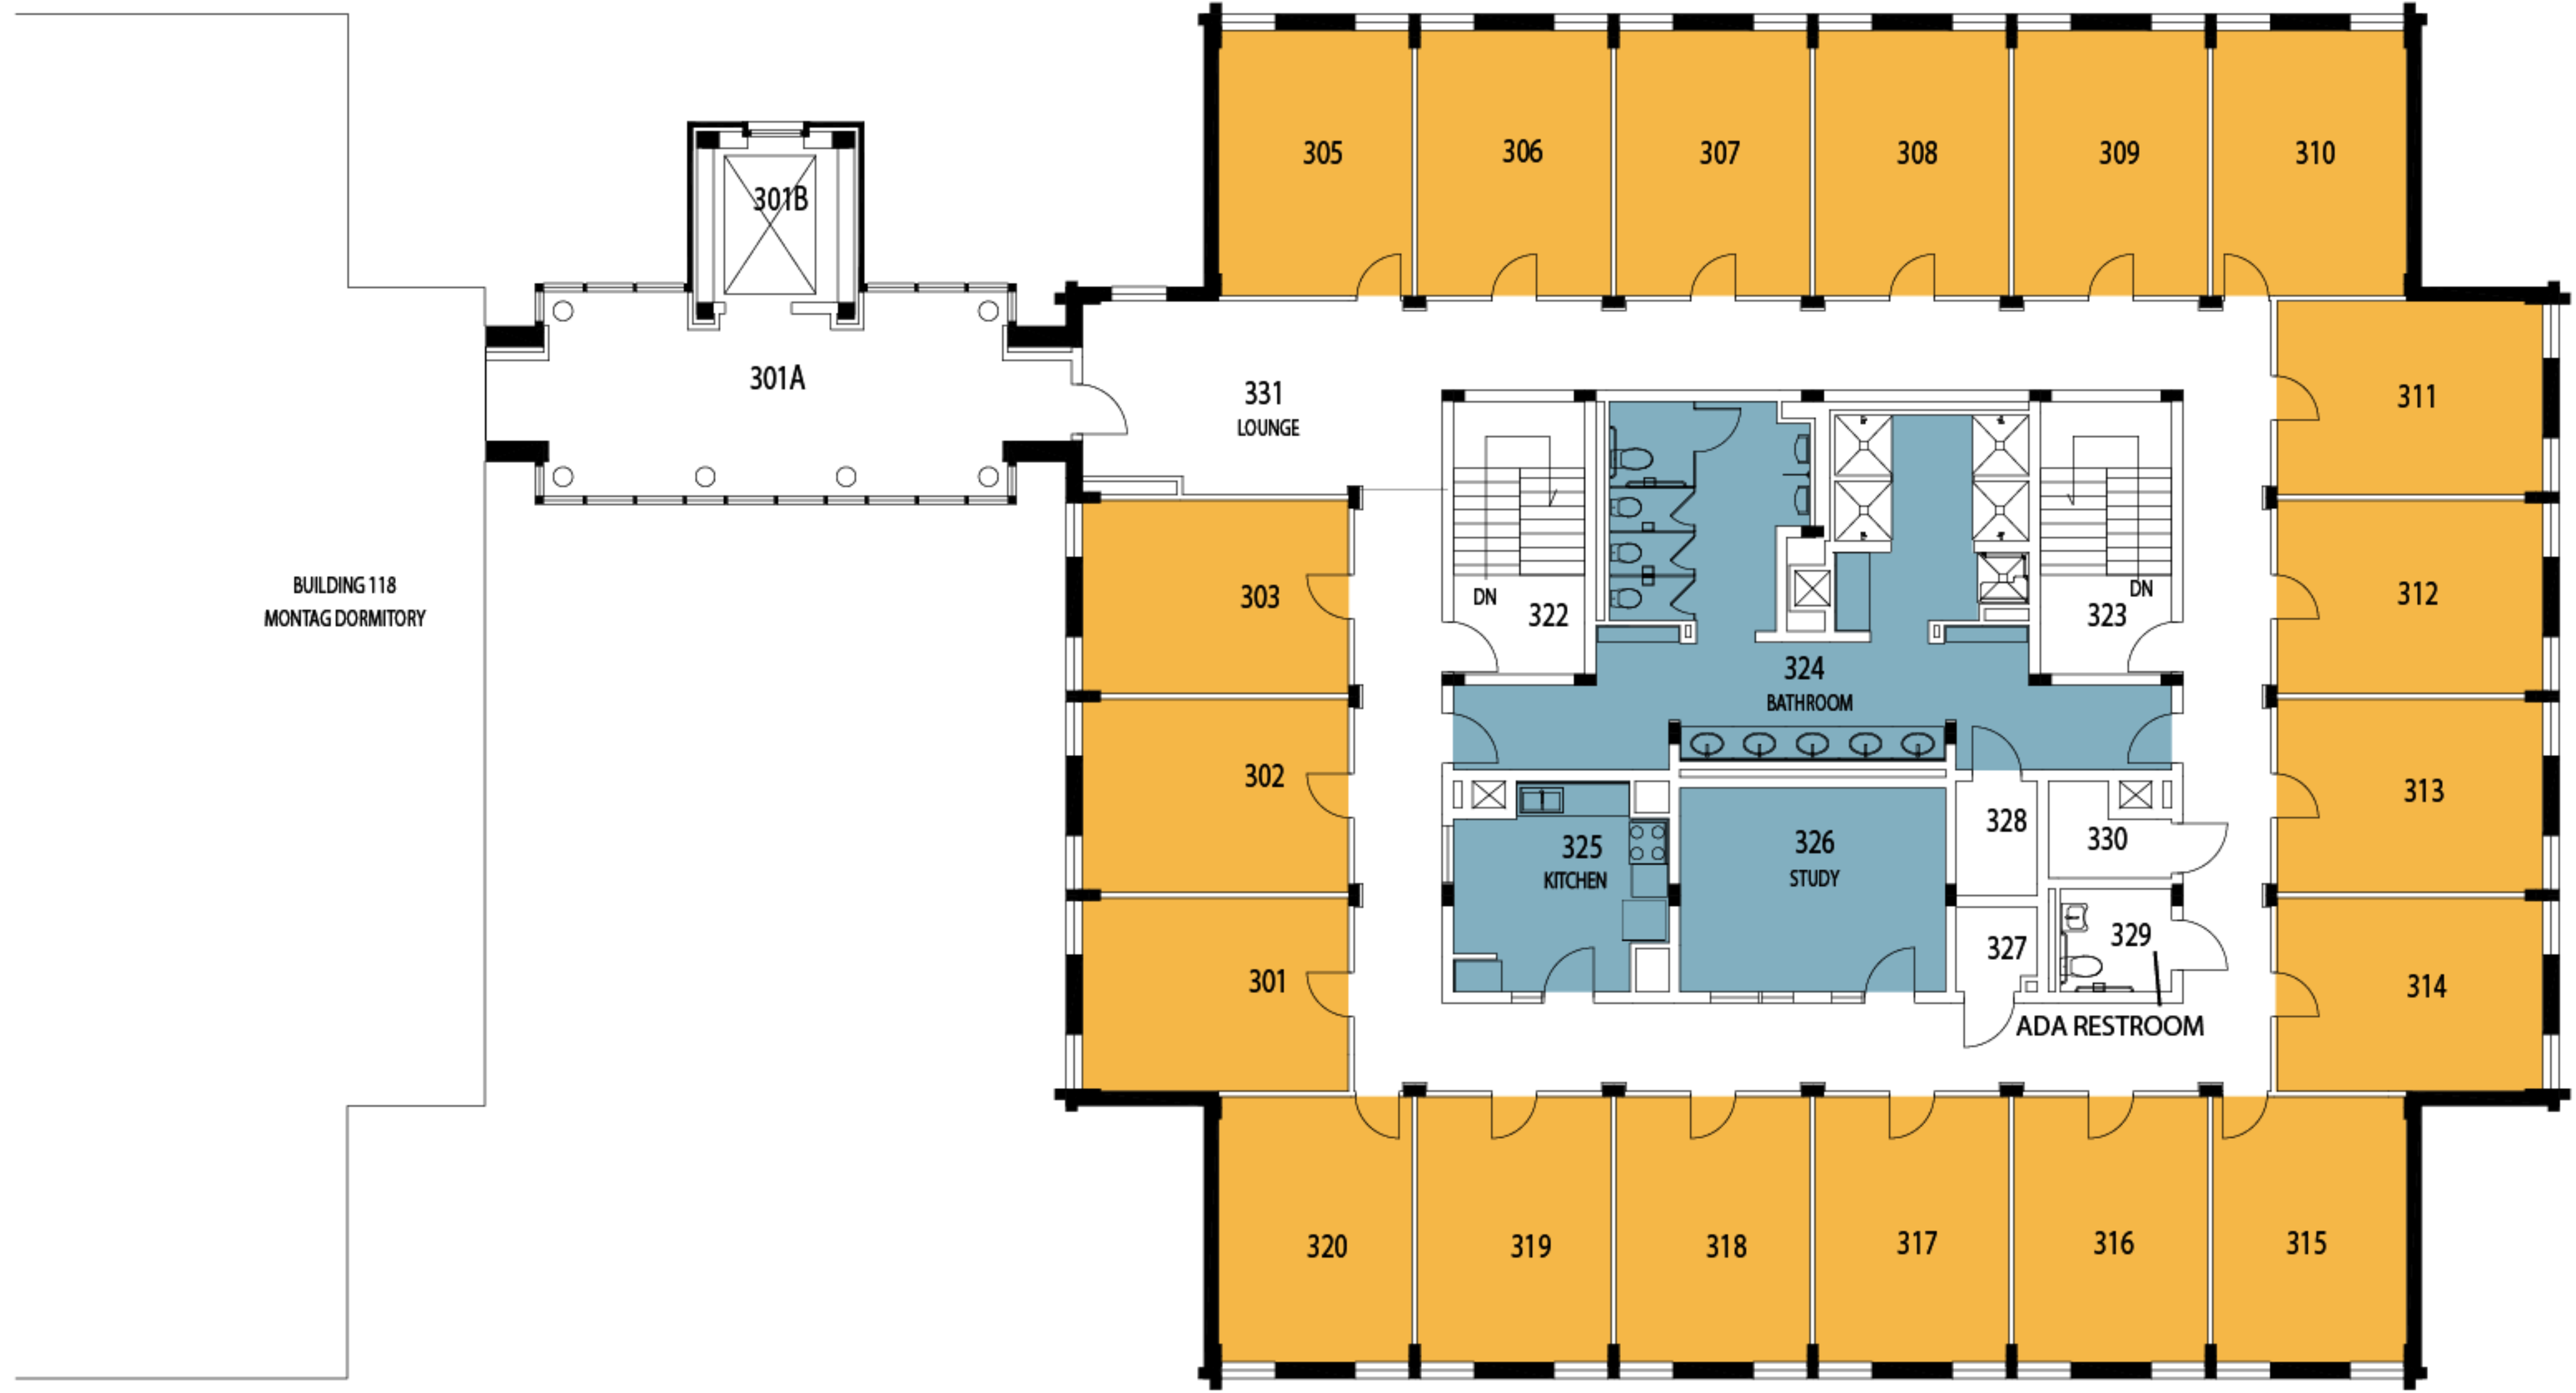 305
306
307
308
309
310
301B
301A
331
LOUNGE
311
312
313
314
BUILDING 118
MONTAG DORMITORY
303
302
301
DN
322
DN
323
324
BATHROOM
325
KITCHEN
326
STUDY
328
330
327
329
ADA RESTROOM
320
319
318
317
316
315